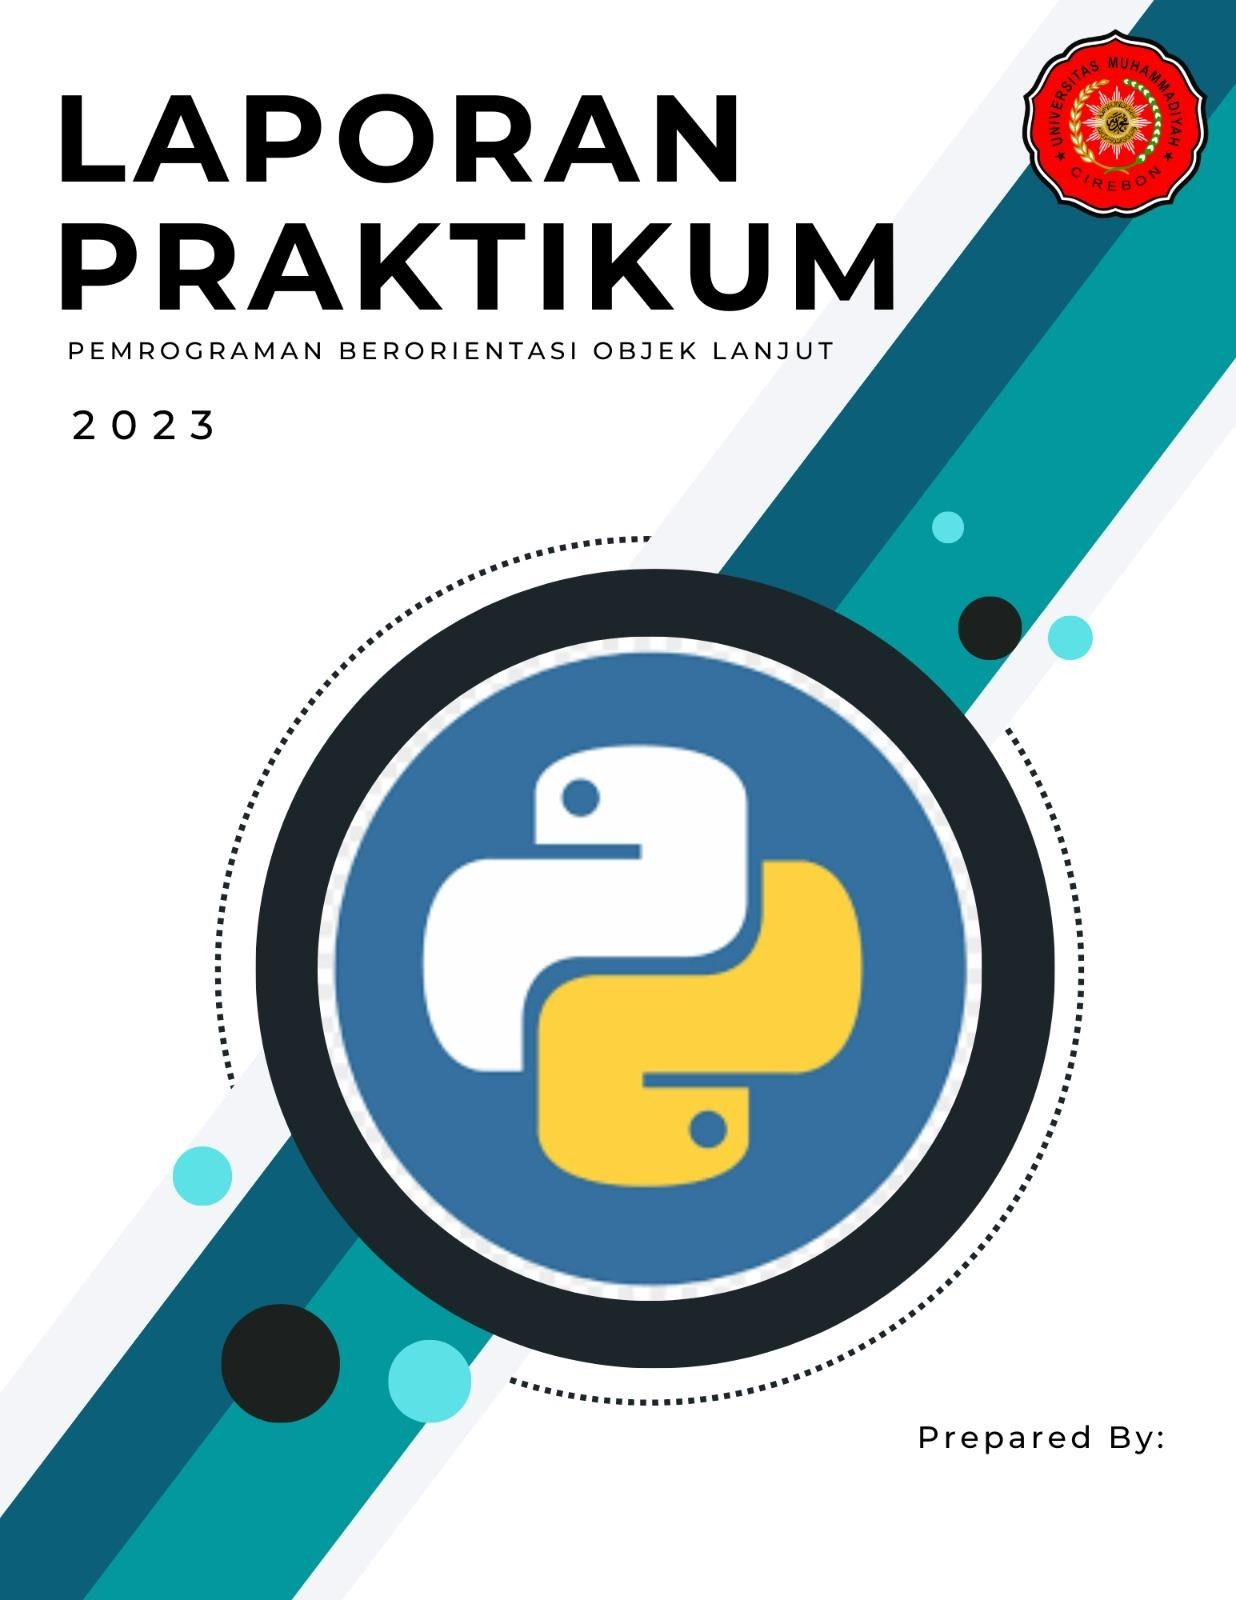 LAPORAN
PRAKTIKUM
PEMROGRAMAN BERORIENTASI OBJEK LANJUT
2023
UNIVERSITAS MUHAMMADIYAH
CIREBON
Prepared By: